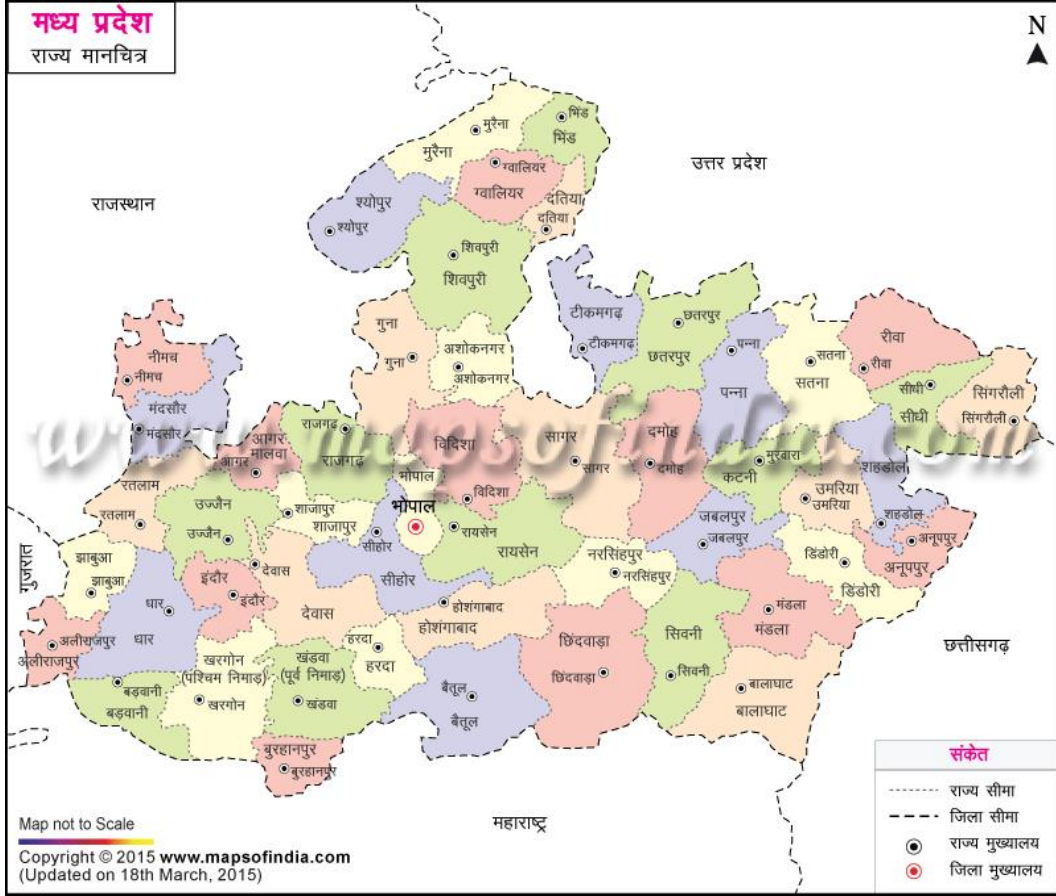 मध्य प्रदेश
राज्य मानचित्र
N
भिंड
भिंड
मुरैना
मुरैना
ग्वालियर
ग्वालियर
उत्तर प्रदेश
राजस्थान
श्योपुर
श्योपुर
दतिया
दतिया
शिवपुरी
शिवपुरी
टीकमगढ़
टीकमगढ़
छतरपुर
छतरपुर
गुना
गुना
अशोकनगर
अशोकनगर
पन्ना
पन्ना
सतना
सतना
रीवा
रीवा
सीधी
सीधी
सिंगरौली
सिंगरौली
नीमच
नीमच
मंदसौर
मंदसौर
www.mapsofindia.com
आगर
मालवा
आगर
राजगढ़
राजगढ़
विदिशा
विदिशा
सागर
सागर
दमोह
दमोह
कटनी
मुरवारा
उमरिया
उमरिया
शहडोल
शहडोल
रतलाम
रतलाम
उज्जैन
उज्जैन
शाजापुर
शाजापुर
भोपाल
भोपाल
सीहोर
सीहोर
रायसेन
रायसेन
नरसिंहपुर
नरसिंहपुर
जबलपुर
जबलपुर
डिंडोरी
डिंडोरी
अनूपपुर
अनूपपुर
गुजरात
झाबुआ
झाबुआ
धार
धार
इंदौर
इंदौर
देवास
देवास
होशंगाबाद
होशंगाबाद
हरदा
हरदा
छिंदवाड़ा
छिंदवाड़ा
सिवनी
सिवनी
मंडला
मंडला
छत्तीसगढ़
अलीराजपुर
अलीराजपुर
बड़वानी
बड़वानी
खरगोन
(पश्चिम निमाड़)
खरगोन
खंडवा
(पूर्व निमाड़)
खंडवा
बैतूल
बैतूल
बालाघाट
बालाघाट
बुरहानपुर
बुरहानपुर
महाराष्ट्र
Map not to Scale
Copyright © 2015 www.mapsofindia.com
(Updated on 18th March, 2015)
संकेत
राज्य सीमा
जिला सीमा
राज्य मुख्यालय
जिला मुख्यालय